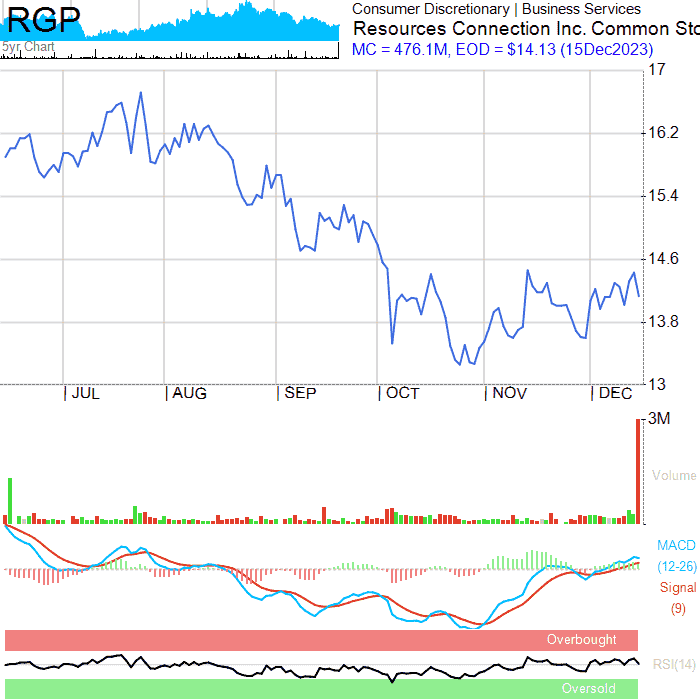 RGP
5yr Chart
Consumer Discretionary | Business Services
Resources Connection Inc. Common Sto
MC = 476.1M, EOD = $14.13 (15Dec2023)
17
16.2
15.4
14.6
13.8
13
JUL AUG SEP OCT NOV DEC
3M
Volume
MACD
(12-26)
Signal
(9)
Overbought
RSI(14)
Oversold